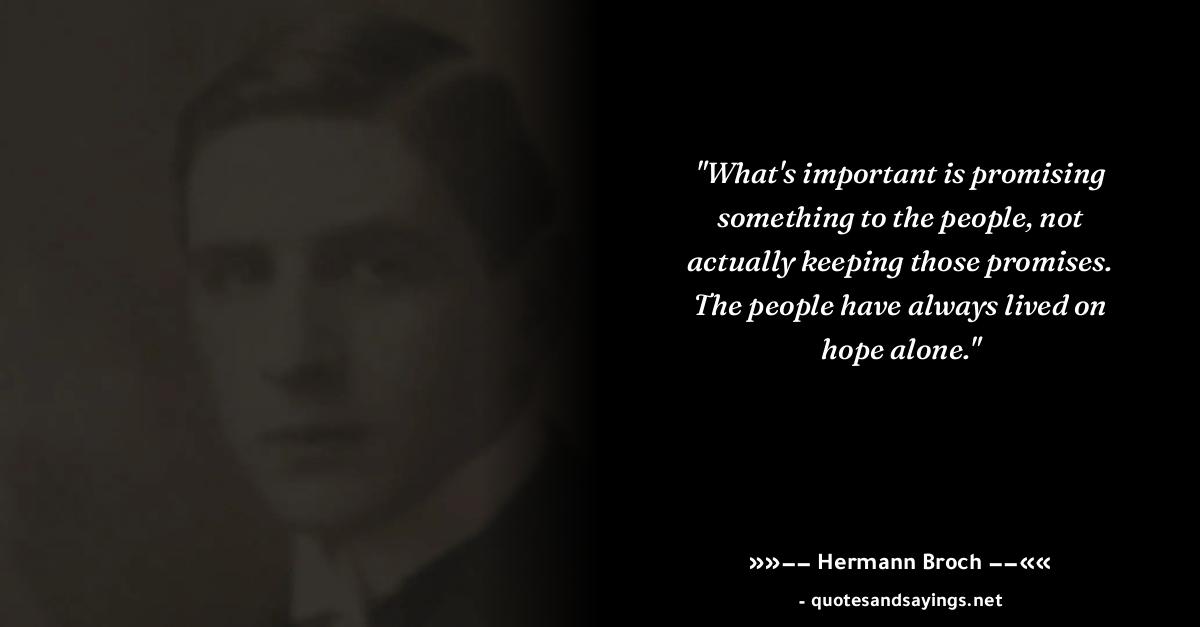 "What's important is promising
something to the people, not
actually keeping those promises.
The people have always lived on
hope alone."
»»−− Hermann Broch −−««
- quotesandsayings.net